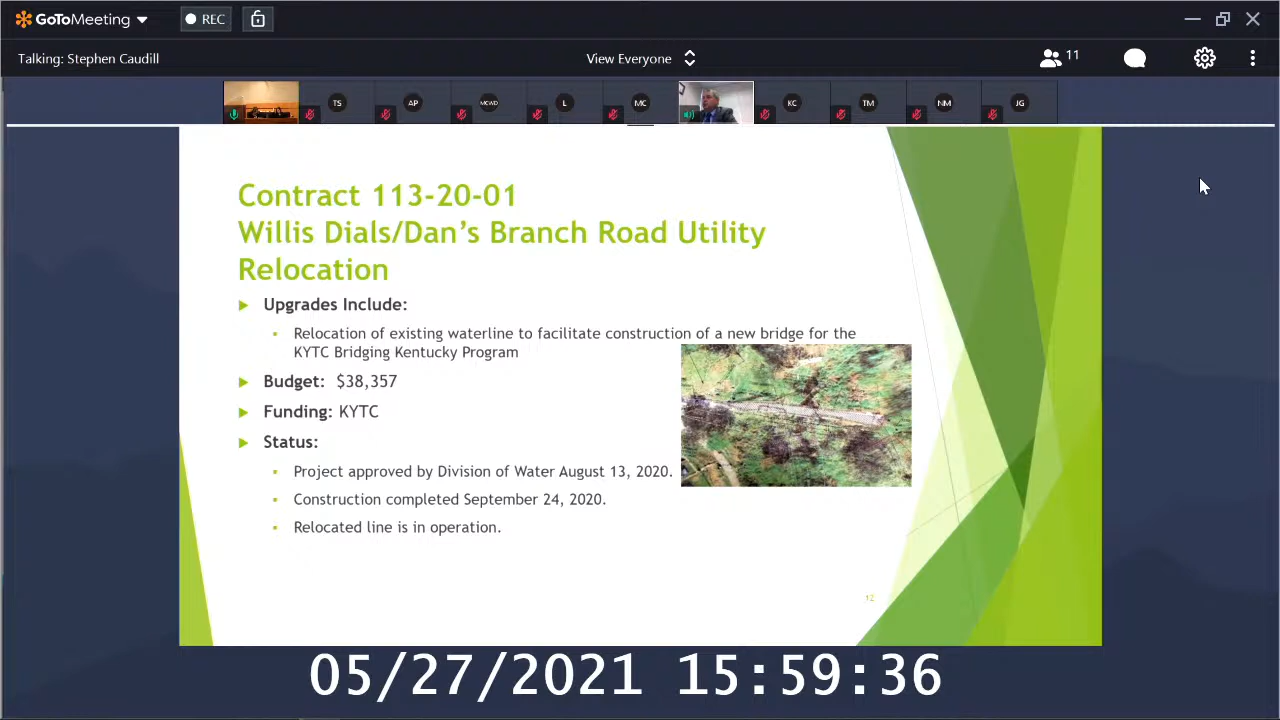 GoToMeeting
REC
Talking: Stephen Caudill
View Everyone
11
TS
AP
MCWD
L
MC
KC
TM
NM
JG
Contract 113-20-01
Willis Dials/Dan's Branch Road Utility
Relocation
Upgrades Include:
Relocation of existing waterline to facilitate construction of a new bridge for the
KYTC Bridging Kentucky Program
Budget: $38,357
Funding: KYTC
Status:
Project approved by Division of Water August 13, 2020.
Construction completed September 24, 2020.
Relocated line is in operation.
12
05/27/2021 15:59:36